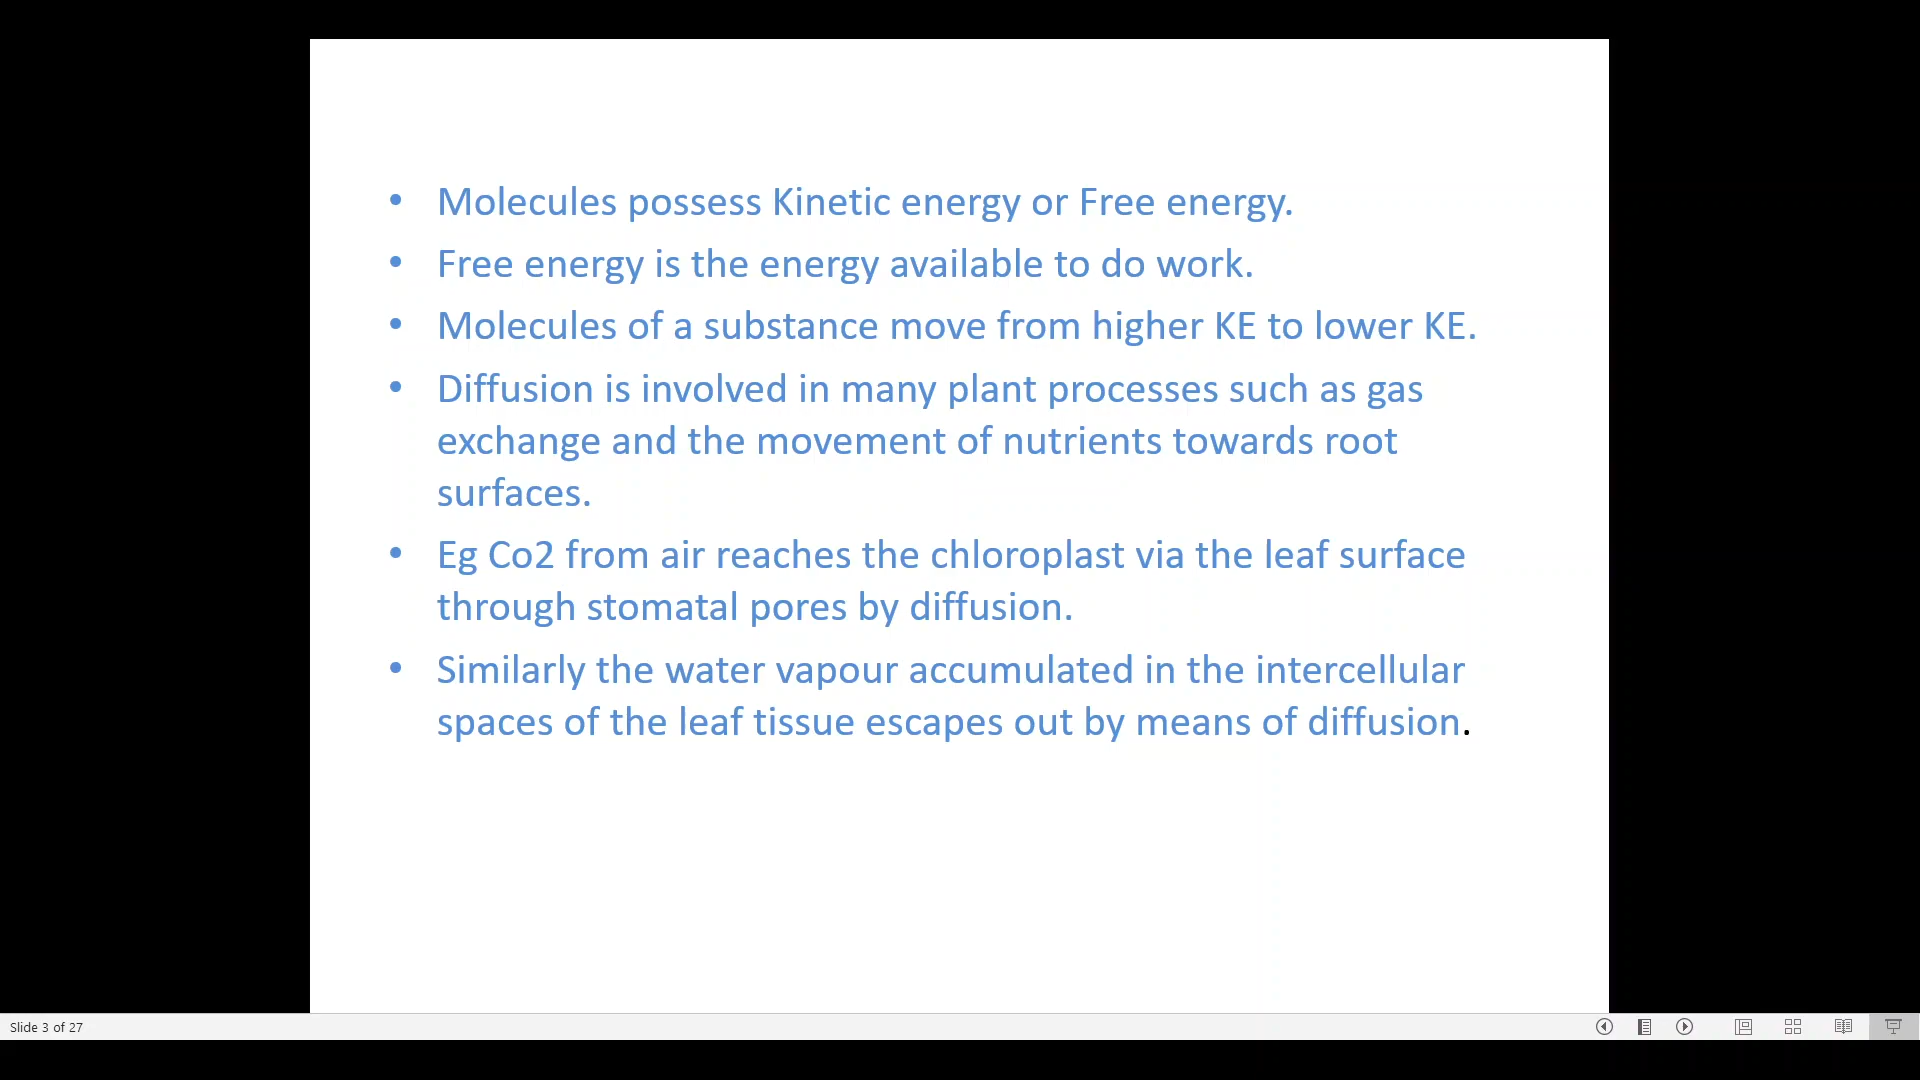 • Molecules possess Kinetic energy or Free energy.
• Free energy is the energy available to do work.
• Molecules of a substance move from higher KE to lower KE.
• Diffusion is involved in many plant processes such as gas
exchange and the movement of nutrients towards root
surfaces.
• Eg Co2 from air reaches the chloroplast via the leaf surface
through stomatal pores by diffusion.
• Similarly the water vapour accumulated in the intercellular
spaces of the leaf tissue escapes out by means of diffusion.
Slide 3 of 27